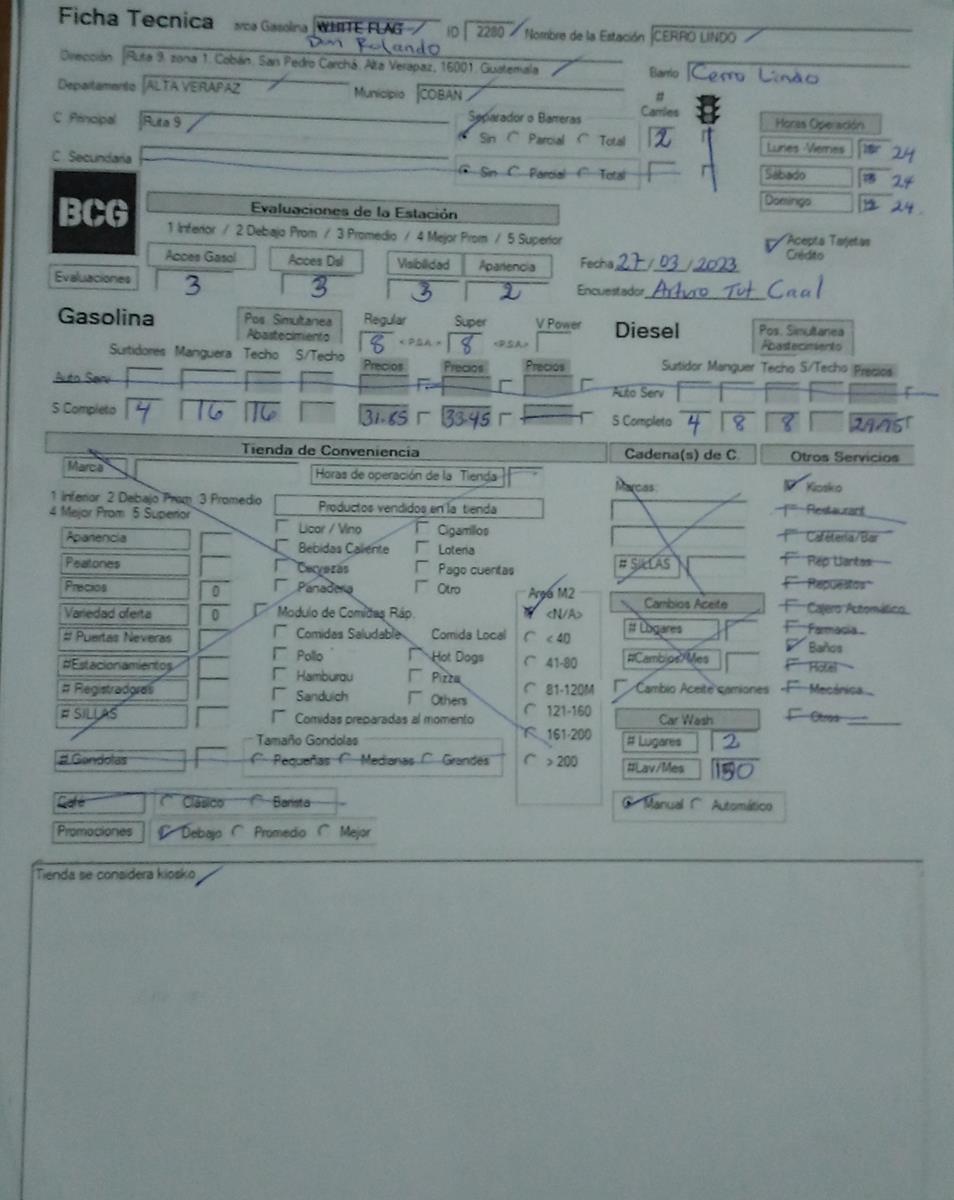 Ficha Tecnica arca Gasolina WHITE FLAG ID 2280 Nombre de la Estación CERRO LINDO
Don Rolando
Dirección Ruta 9, zona 1, Cobán, San Pedro Carchá, Alta Verapaz, 16001, Guatemala Barrio Cerro Lindo
Departamento ALTA VERAPAZ Municipio COBAN
# Carriles
C Principal Ruta 9 Separador o Barreras
Sin Parcial Total 2
Horas Operación
Lunes -Viernes 24
C Secundaria Sin Parcial Total
Sábado 24
Domingo 12 24
BCG
Evaluaciones de la Estación
1 Inferior / 2 Debajo Prom / 3 Promedio / 4 Mejor Prom / 5 Superior
Acepta Tarjetas Crédito
Acces Gasol Acces Dsl Visibilidad Apariencia Fecha 27/03/2023
Evaluaciones 3 3 3 2 Encuestador Arturo Tut Caal
Gasolina Pos. Simultanea Abastecimiento Regular Super V Power Diesel Pos. Simultanea Abastecimiento
8 <P.S.A.> 8 <P.S.A.>
Surtidores Manguera Techo S/Techo Precios Precios Precios Surtidor Manguer Techo S/Techo Precios
Auto Serv Auto Serv
S Completo 4 16 16 31.85 33.45 S Completo 4 8 8 29.95
Tienda de Conveniencia Cadena(s) de C. Otros Servicios
Marca Horas de operación de la Tienda
1 Inferior 2 Debajo Prom 3 Promedio
4 Mejor Prom 5 Superior
Productos vendidos en la tienda
Apariencia
Peatones
Precios 0
Variedad oferta 0
# Puertas Neveras
#Estacionamientos
# Registradoras
# SILLAS
# Gondolas
Licor / Vino Cigarrillos
Bebidas Caliente Loteria
Cervezas Pago cuentas
Panaderia Otro
Modulo de Comidas Ráp.
Comidas Saludable Comida Local
Pollo Hot Dogs
Hamburgu Pizza
Sanduich Others
Comidas preparadas al momento
Tamaño Gondolas
Pequeñas Medianas Grandes
Area M2
<N/A>
< 40
41-80
81-120M
121-160
161-200
> 200
Marcas:
# SILLAS
Cambios Aceite
# Lugares
#Cambios/Mes
Cambio Aceite camiones
Car Wash
# Lugares 2
#Lav/Mes 150
Manual Automático
Kiosko
Restaurant
Cafeteria/Bar
Rep Llantas
Repuestos
Cajero Automático
Farmacia
Baños
Hotel
Mecánica
Otros
Café Clásico Barista
Promociones Debajo Promedio Mejor
Tienda se considera kiosko